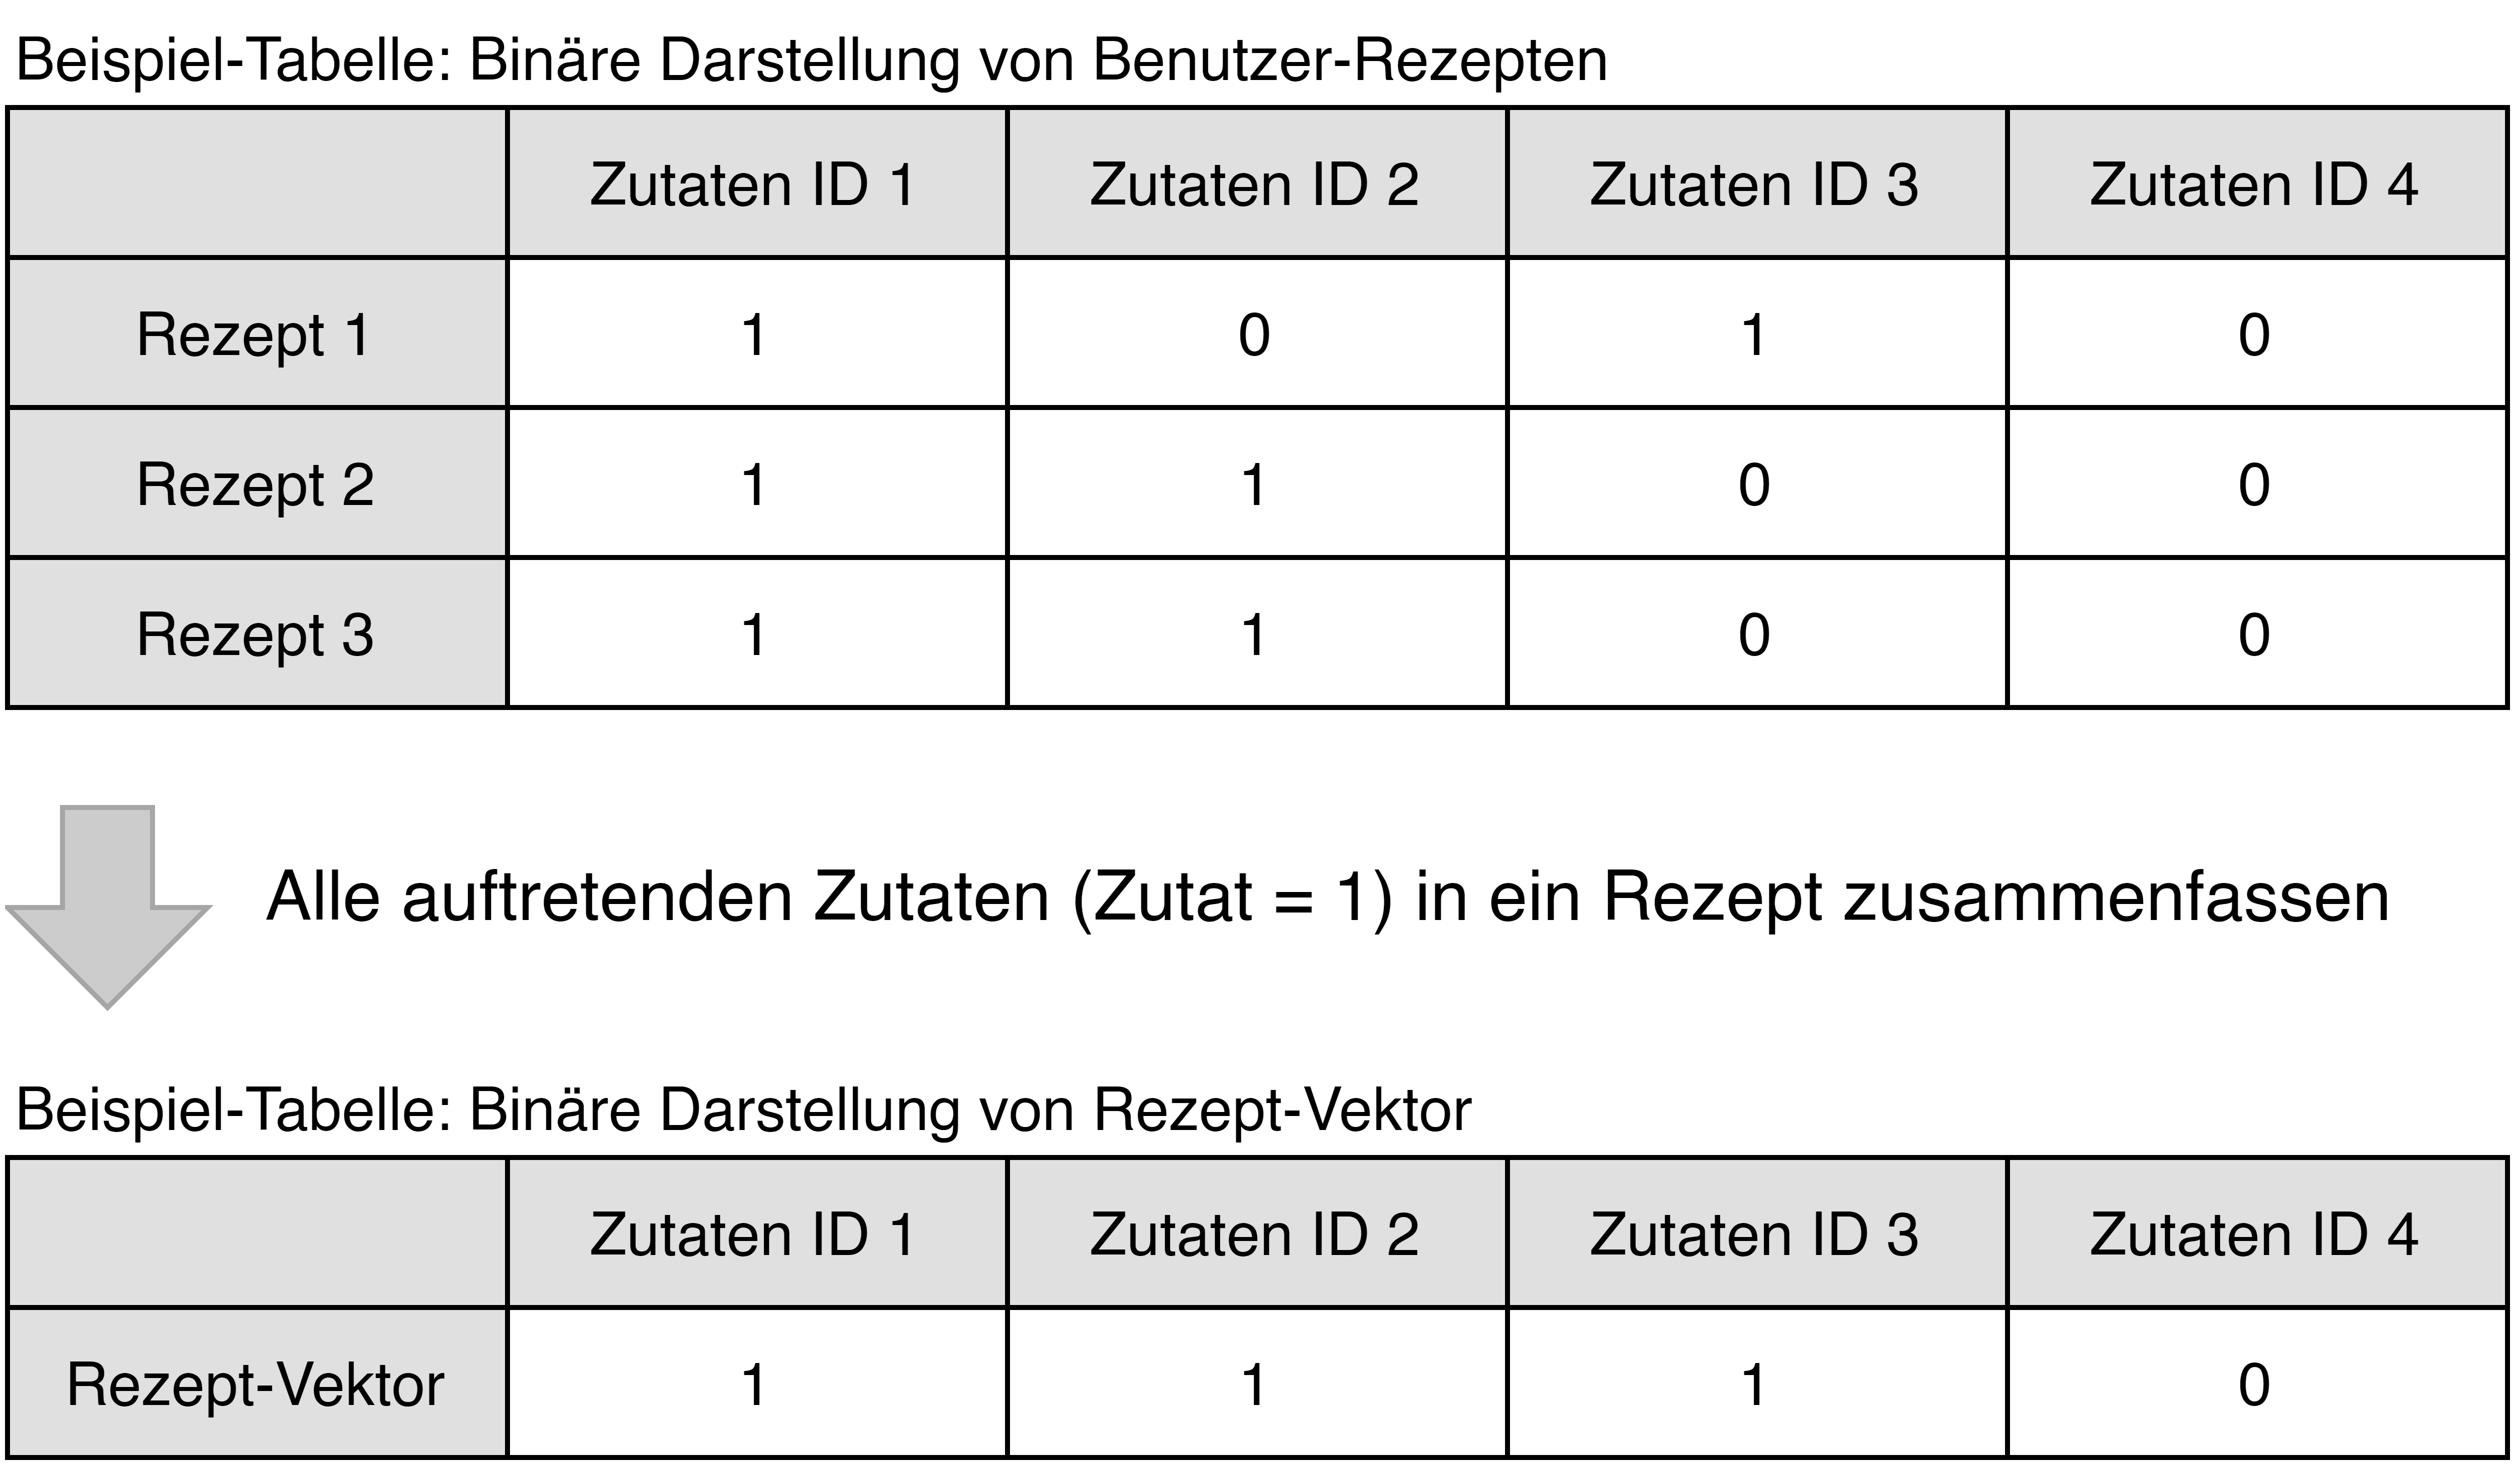 Beispiel-Tabelle: Binäre Darstellung von Benutzer-Rezepten
Zutaten ID 1 Zutaten ID 2 Zutaten ID 3 Zutaten ID 4
Rezept 1 1 0 1 0
Rezept 2 1 1 0 0
Rezept 3 1 1 0 0
Alle auftretenden Zutaten (Zutat = 1) in ein Rezept zusammenfassen
Beispiel-Tabelle: Binäre Darstellung von Rezept-Vektor
Zutaten ID 1 Zutaten ID 2 Zutaten ID 3 Zutaten ID 4
Rezept-Vektor 1 1 1 0